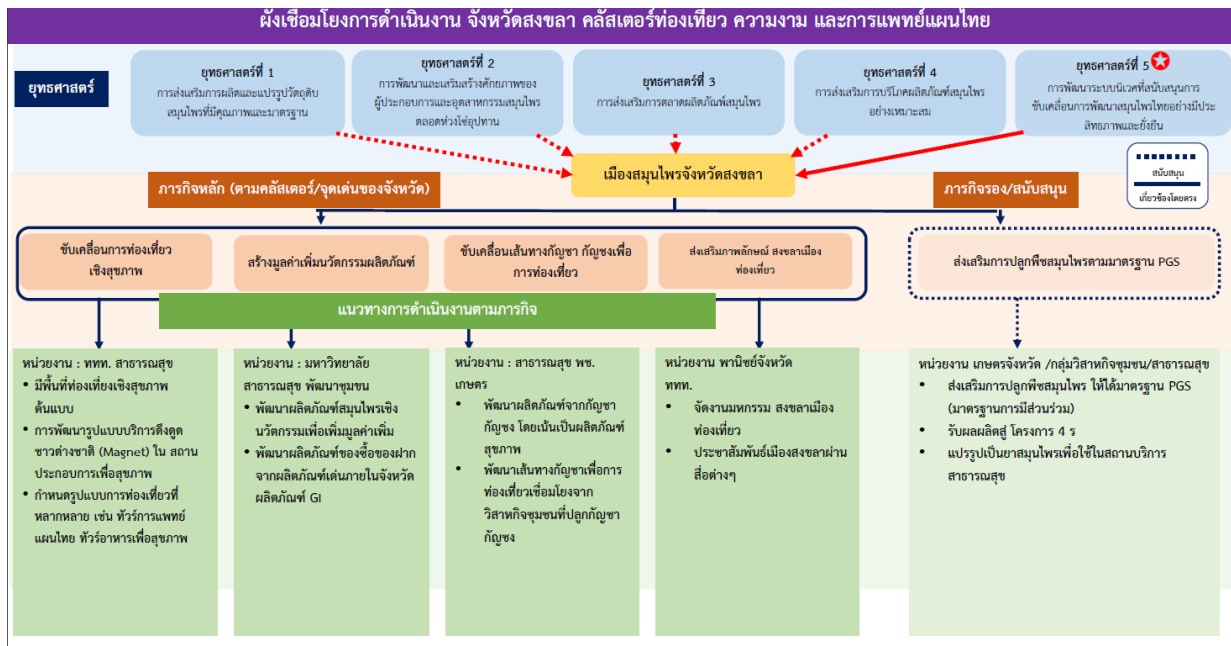 ผังเชื่อมโยงการดำเนินงาน จังหวัดสงขลา คลัสเตอร์ท่องเที่ยว ความงาม และการแพทย์แผนไทย
ยุทธศาสตร์
ยุทธศาสตร์ที่ 1
การส่งเสริมการผลิตและแปรรูปวัตถุดิบ
สมุนไพรที่มีคุณภาพและมาตรฐาน
ยุทธศาสตร์ที่ 2
การพัฒนาและเสริมสร้างศักยภาพของ
ผู้ประกอบการและอุตสาหกรรมสมุนไพร
ตลอดห่วงโซ่อุปทาน
ยุทธศาสตร์ที่ 3
การส่งเสริมการตลาดผลิตภัณฑ์สมุนไพร
ยุทธศาสตร์ที่ 4
การส่งเสริมการบริโภคผลิตภัณฑ์สมุนไพร
อย่างเหมาะสม
ยุทธศาสตร์ที่ 5
การพัฒนาระบบนิเวศที่สนับสนุนการ
ขับเคลื่อนการพัฒนาสมุนไพรไทยอย่างมีประ
สิทธภาพและยั่งยืน
เมืองสมุนไพรจังหวัดสงขลา
สนับสนุน
เกี่ยวข้องโดยตรง
ภารกิจหลัก (ตามคลัสเตอร์/จุดเด่นของจังหวัด)
ภารกิจรอง/สนับสนุน
ขับเคลื่อนการท่องเที่ยว
เชิงสุขภาพ
สร้างมูลค่าเพิ่มนวัตกรรมผลิตภัณฑ์
ขับเคลื่อนเส้นทางกัญชา กัญชงเพื่อ
การท่องเที่ยว
ส่งเสริมภาพลักษณ์ สงขลาเมือง
ท่องเที่ยว
ส่งเสริมการปลูกพืชสมุนไพรตามมาตรฐาน PGS
แนวทางการดำเนินงานตามภารกิจ
หน่วยงาน : ททท. สาธารณสุข
• มีพื้นที่ท่องเที่ยงเชิงสุขภาพ
ต้นแบบ
• การพัฒนารูปแบบบริการดึงดูด
ชาวต่างชาติ (Magnet) ใน สถาน
ประกอบการเพื่อสุขภาพ
• กำหนดรูปแบบการท่องเที่ยวที่
หลากหลาย เช่น ทัวร์การแพทย์
แผนไทย ทัวร์อาหารเพื่อสุขภาพ
หน่วยงาน : มหาวิทยาลัย
สาธารณสุข พัฒนาชุมขน
• พัฒนาผลิตภัณฑ์สมุนไพรเชิง
นวัตกรรมเพื่อเพิ่มมูลค่าเพิ่ม
• พัฒนาผลิตภัณฑ์ของซื้อของฝาก
จากผลิตภัณฑ์เด่นภายในจังหวัด
ผลิตภัณฑ์ GI
หน่วยงาน : สาธารณสุข พช.
เกษตร
• พัฒนาผลิตภัณฑ์จากกัญชา
กัญชง โดยเน้นเป็นผลิตภัณฑ์
สุขภาพ
• พัฒนาเส้นทางกัญชาเพื่อการ
ท่องเที่ยวเชื่อมโยงจาก
วิสาหกิจชุมชนที่ปลูกกัญชา
กัญชง
หน่วยงาน พานิชย์จังหวัด
ททท.
• จัดงานมหกรรม สงขลาเมือง
ท่องเที่ยว
• ประชาสัมพันธ์เมืองสงขลาผ่าน
สื่อต่างๆ
หน่วยงาน เกษตรจังหวัด /กลุ่มวิสาหกิจชุมชน/สาธารณสุข
• ส่งเสริมการปลูกพืชสมุนไพร ให้ได้มาตรฐาน PGS
(มาตรฐานการมีส่วนร่วม)
• รับผลผลิตสู่ โครงการ 4 ร
• แปรรูปเป็นยาสมุนไพรเพื่อใช้ในสถานบริการ
สาธารณสุข